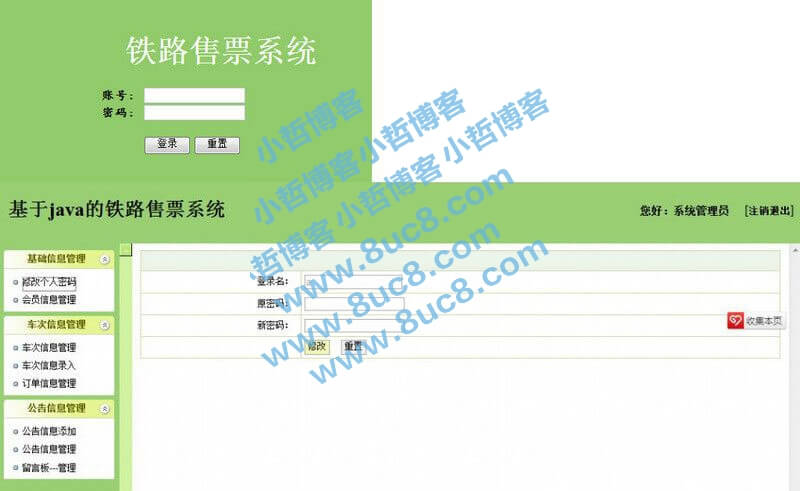 铁路售票系统
账号：
密码：
登录 重置
基于java的铁路售票系统
您好：系统管理员 [注销退出]
基础信息管理
修改个人密码
会员信息管理
车次信息管理
车次信息管理
车次信息录入
订单信息管理
公告信息管理
公告信息添加
公告信息管理
留言板---管理
登录名：
原密码：
新密码：
修改 重置
收集本页
小哲博客
小哲博客
小哲博客
小哲博客
小哲博客
小哲博客
www.8uc8.com
www.8uc8.com
www.8uc8.com